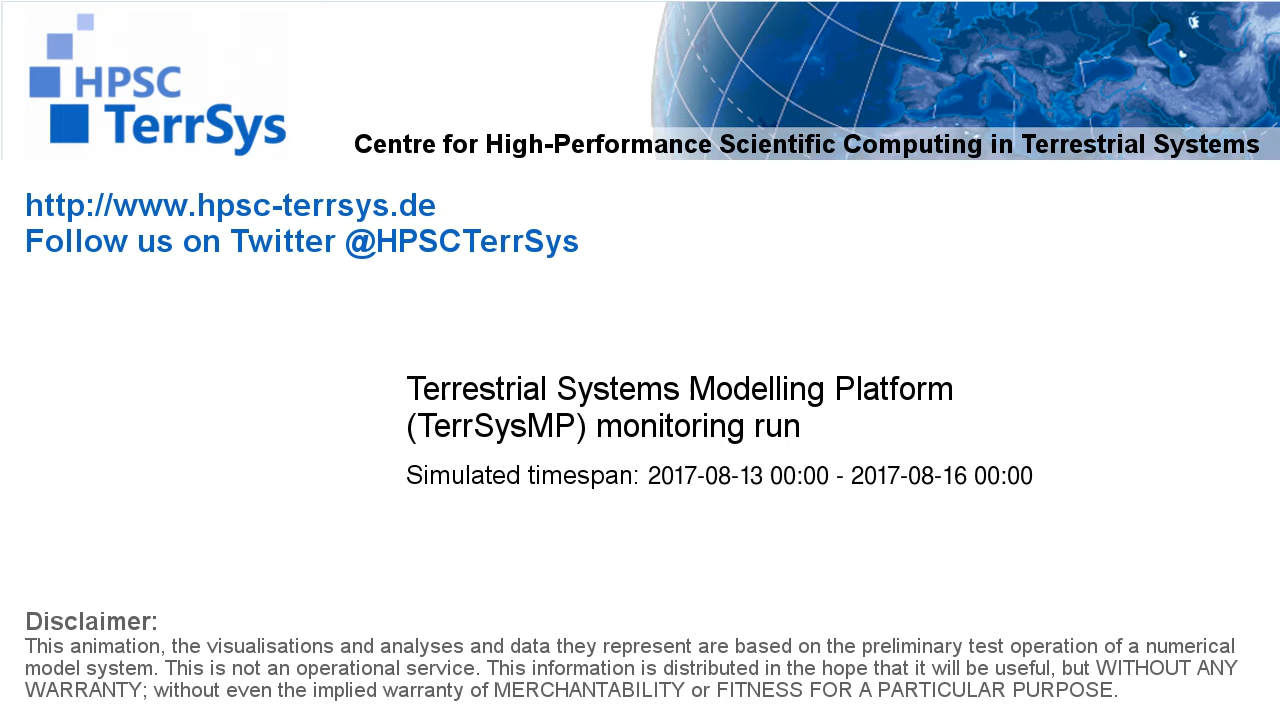 HPSC
TerrSys
Centre for High-Performance Scientific Computing in Terrestrial Systems
http://www.hpsc-terrsys.de
Follow us on Twitter @HPSCTerrSys
Terrestrial Systems Modelling Platform
(TerrSysMP) monitoring run
Simulated timespan: 2017-08-13 00:00 - 2017-08-16 00:00
Disclaimer:
This animation, the visualisations and analyses and data they represent are based on the preliminary test operation of a numerical
model system. This is not an operational service. This information is distributed in the hope that it will be useful, but WITHOUT ANY
WARRANTY; without even the implied warranty of MERCHANTABILITY or FITNESS FOR A PARTICULAR PURPOSE.